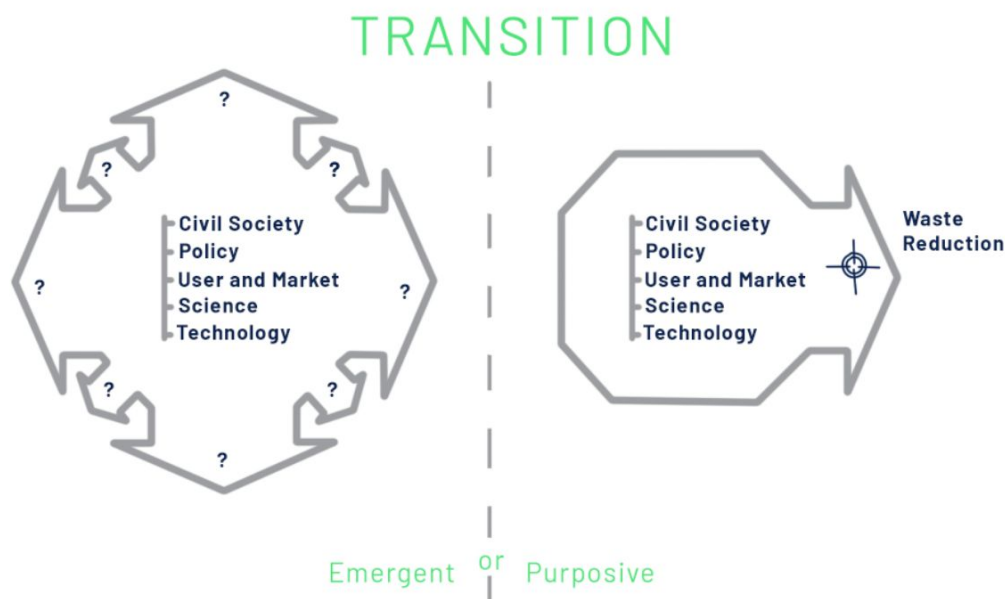 TRANSITION
?
?
?
?
?
?
?
?
Civil Society
Policy
User and Market
Science
Technology
Civil Society
Policy
User and Market
Science
Technology
Waste
Reduction
Emergent or Purposive